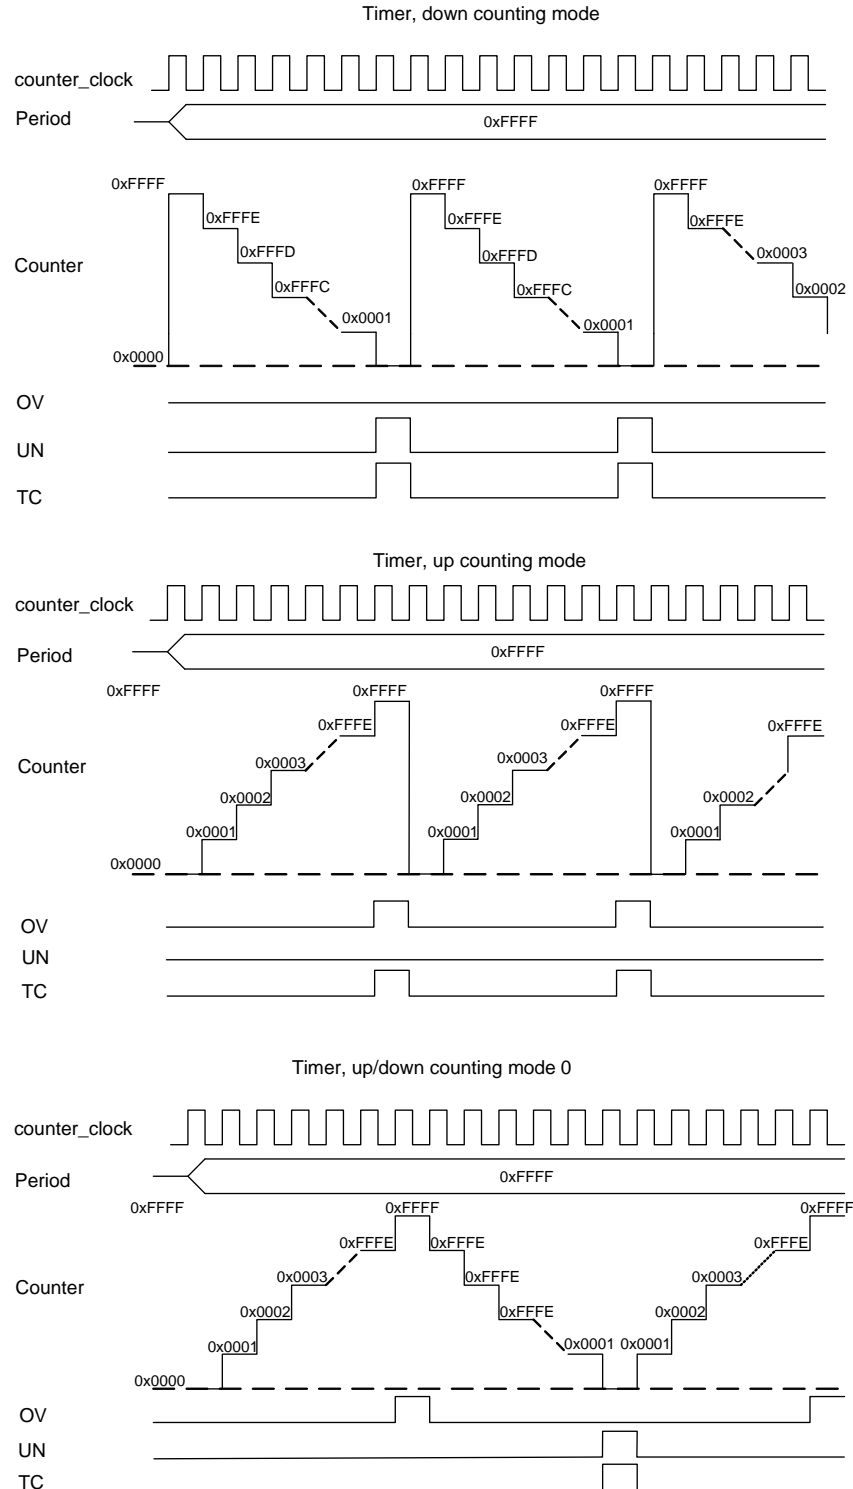 Timer, down counting mode
counter_clock
Period
0xFFFF
0xFFFF 0xFFFF 0xFFFF
0xFFFE 0xFFFE 0xFFFE
0xFFFD 0xFFFD 0x0003
Counter
0xFFFC 0xFFFC 0x0002
0x0001 0x0001
0x0000
OV
UN
TC
Timer, up counting mode
counter_clock
Period
0xFFFF
0xFFFF 0xFFFF 0xFFFF
0xFFFE 0xFFFE 0xFFFE
Counter
0x0003 0x0003
0x0002 0x0002 0x0002
0x0001 0x0001 0x0001
0x0000
OV
UN
TC
Timer, up/down counting mode 0
counter_clock
Period
0xFFFF
0xFFFF 0xFFFF 0xFFFF
0xFFFE 0xFFFE 0xFFFE
Counter
0x0003 0xFFFE 0x0003
0x0002 0xFFFE 0x0002
0x0001 0x0001 0x0001
0x0000
OV
UN
TC